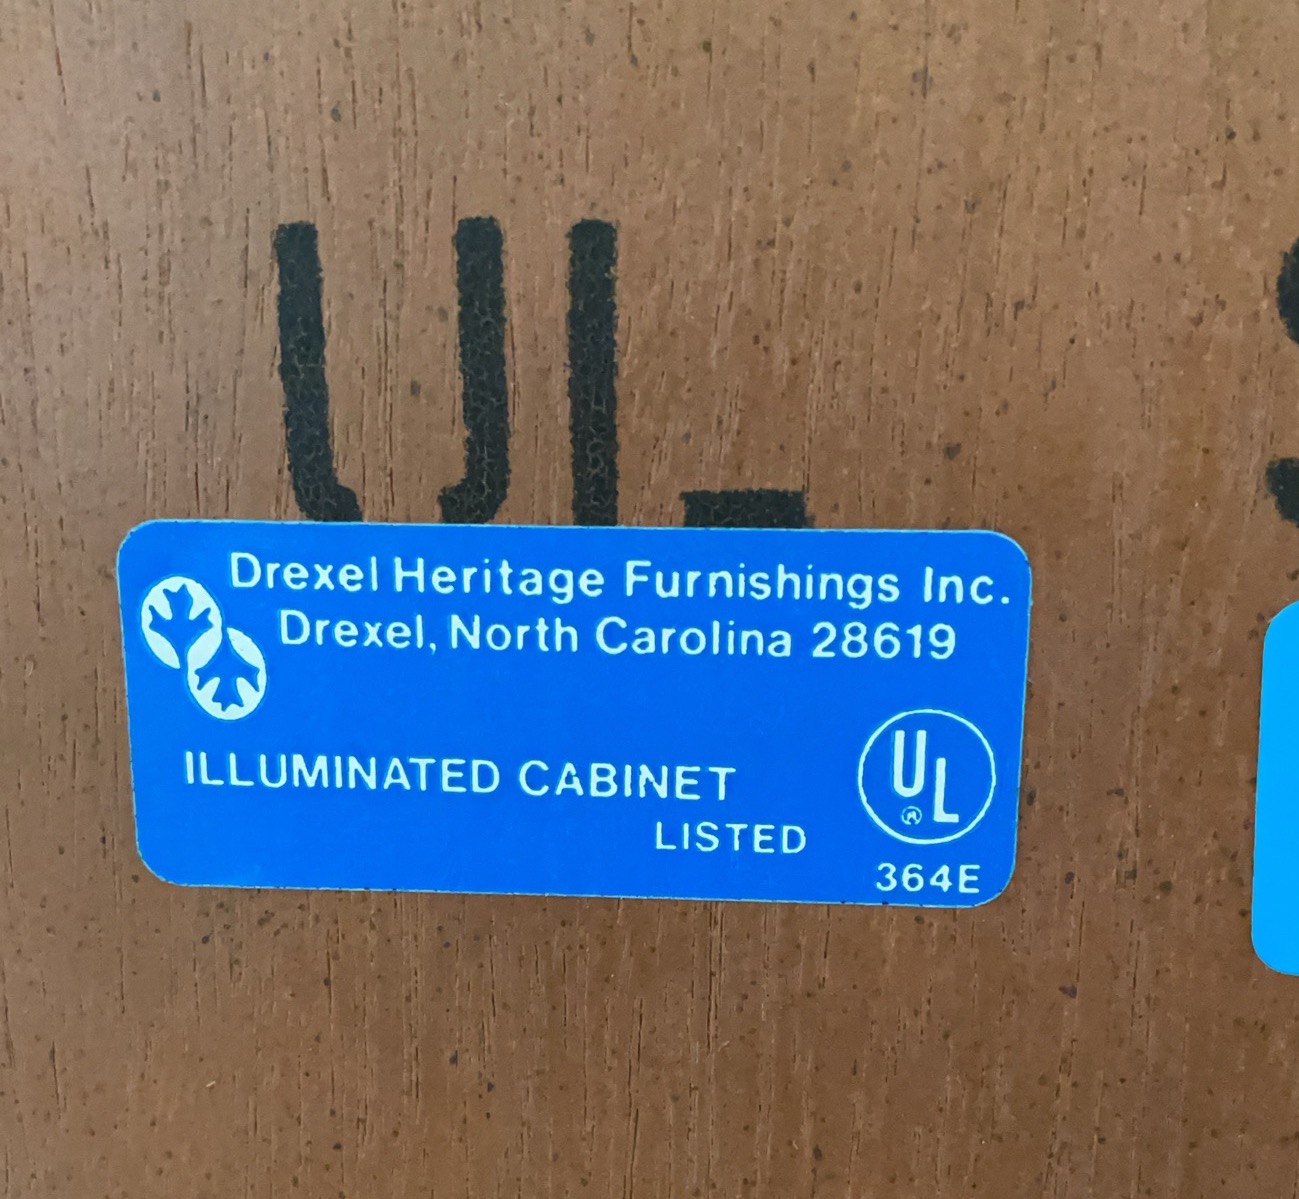 UL
Drexel Heritage Furnishings Inc.
Drexel, North Carolina 28619
UL
®
ILLUMINATED CABINET
LISTED
364E